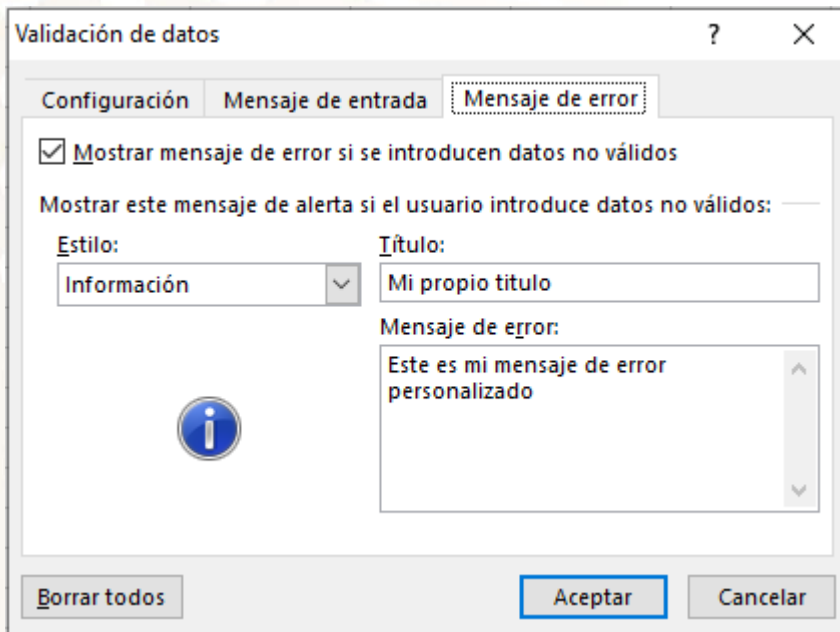 Validación de datos
?
Configuración
Mensaje de entrada
Mensaje de error
Mostrar mensaje de error si se introducen datos no válidos
Mostrar este mensaje de alerta si el usuario introduce datos no válidos:
Estilo:
Información
Título:
Mi propio titulo
Mensaje de error:
Este es mi mensaje de error
personalizado
Borrar todos
Aceptar
Cancelar